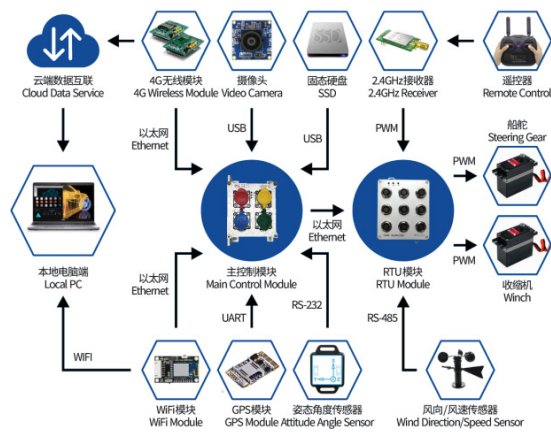 云端数据互联
Cloud Data Service
4G无线模块
4G Wireless Module
摄像头
Video Camera
固态硬盘
SSD
2.4GHz接收器
2.4GHz Receiver
遥控器
Remote Control
以太网
Ethernet
USB
USB
PWM
船舵
Steering Gear
PWM
本地电脑端
Local PC
主控制模块
Main Control Module
以太网
Ethernet
RTU模块
RTU Module
PWM
收缩机
Winch
以太网
Ethernet
UART
RS-232
RS-485
WIFI
WiFi模块
WiFi Module
GPS模块
GPS Module
姿态角度传感器
Attitude Angle Sensor
风向/风速传感器
Wind Direction/Speed Sensor